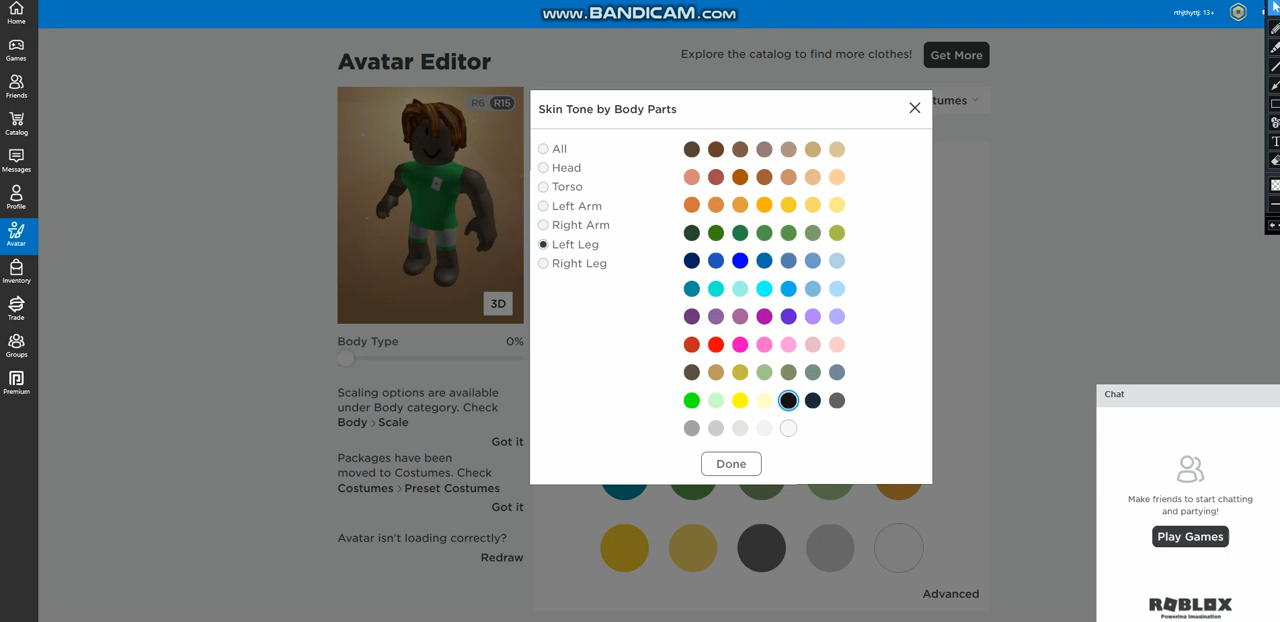 www.BANDICAM.com
Home
Games
Friends
Catalog
Messages
Profile
Avatar
Inventory
Trade
Groups
Premium
rthjthyttj: 13+
Avatar Editor
Explore the catalog to find more clothes!
Get More
R6 R15
3D
Body Type 0%
Scaling options are available
under Body category. Check
Body > Scale
Got it
Packages have been
moved to Costumes. Check
Costumes > Preset Costumes
Got it
Avatar isn't loading correctly?
Redraw
tumes
Skin Tone by Body Parts
All
Head
Torso
Left Arm
Right Arm
Left Leg
Right Leg
Done
Advanced
Chat
Make friends to start chatting
and partying!
Play Games
ROBLOX
Powering Imagination